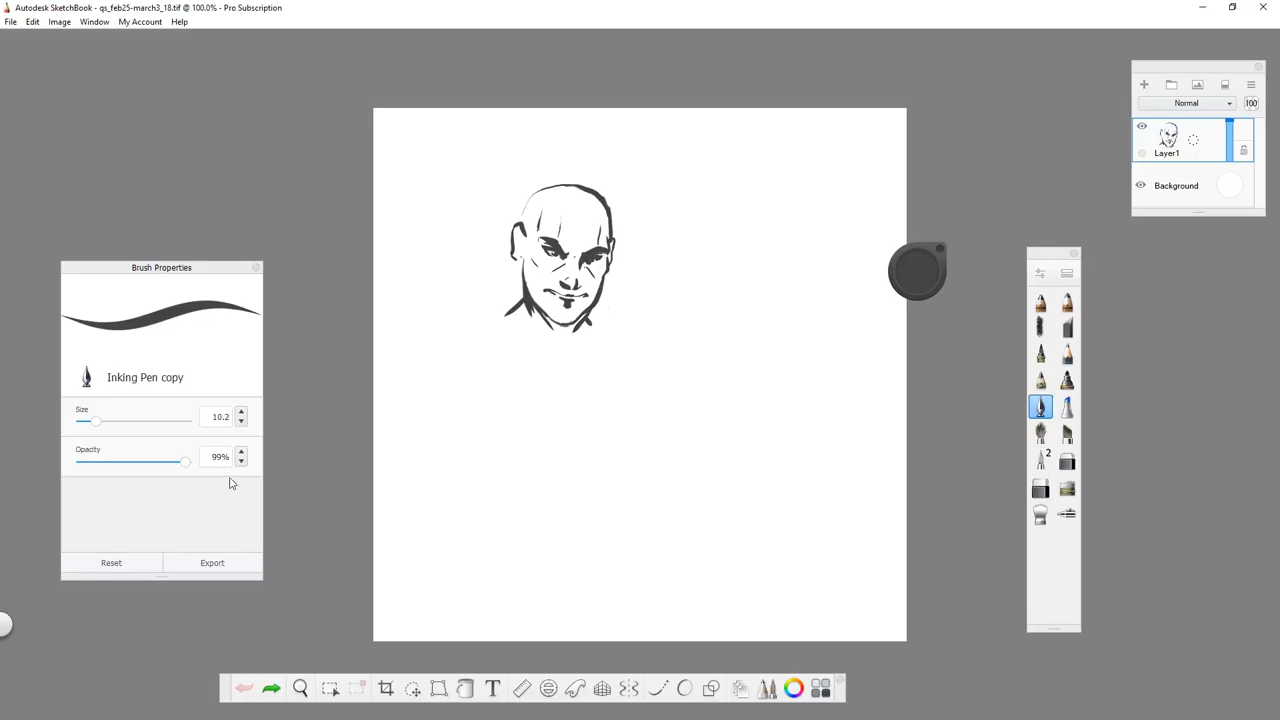 Autodesk SketchBook - qs_feb25-march3_18.tif @ 100.0% - Pro Subscription
File Edit Image Window My Account Help
Normal 100
Layer1
Background
Brush Properties
Inking Pen copy
Size
10.2
Opacity
99%
Reset Export
2
T